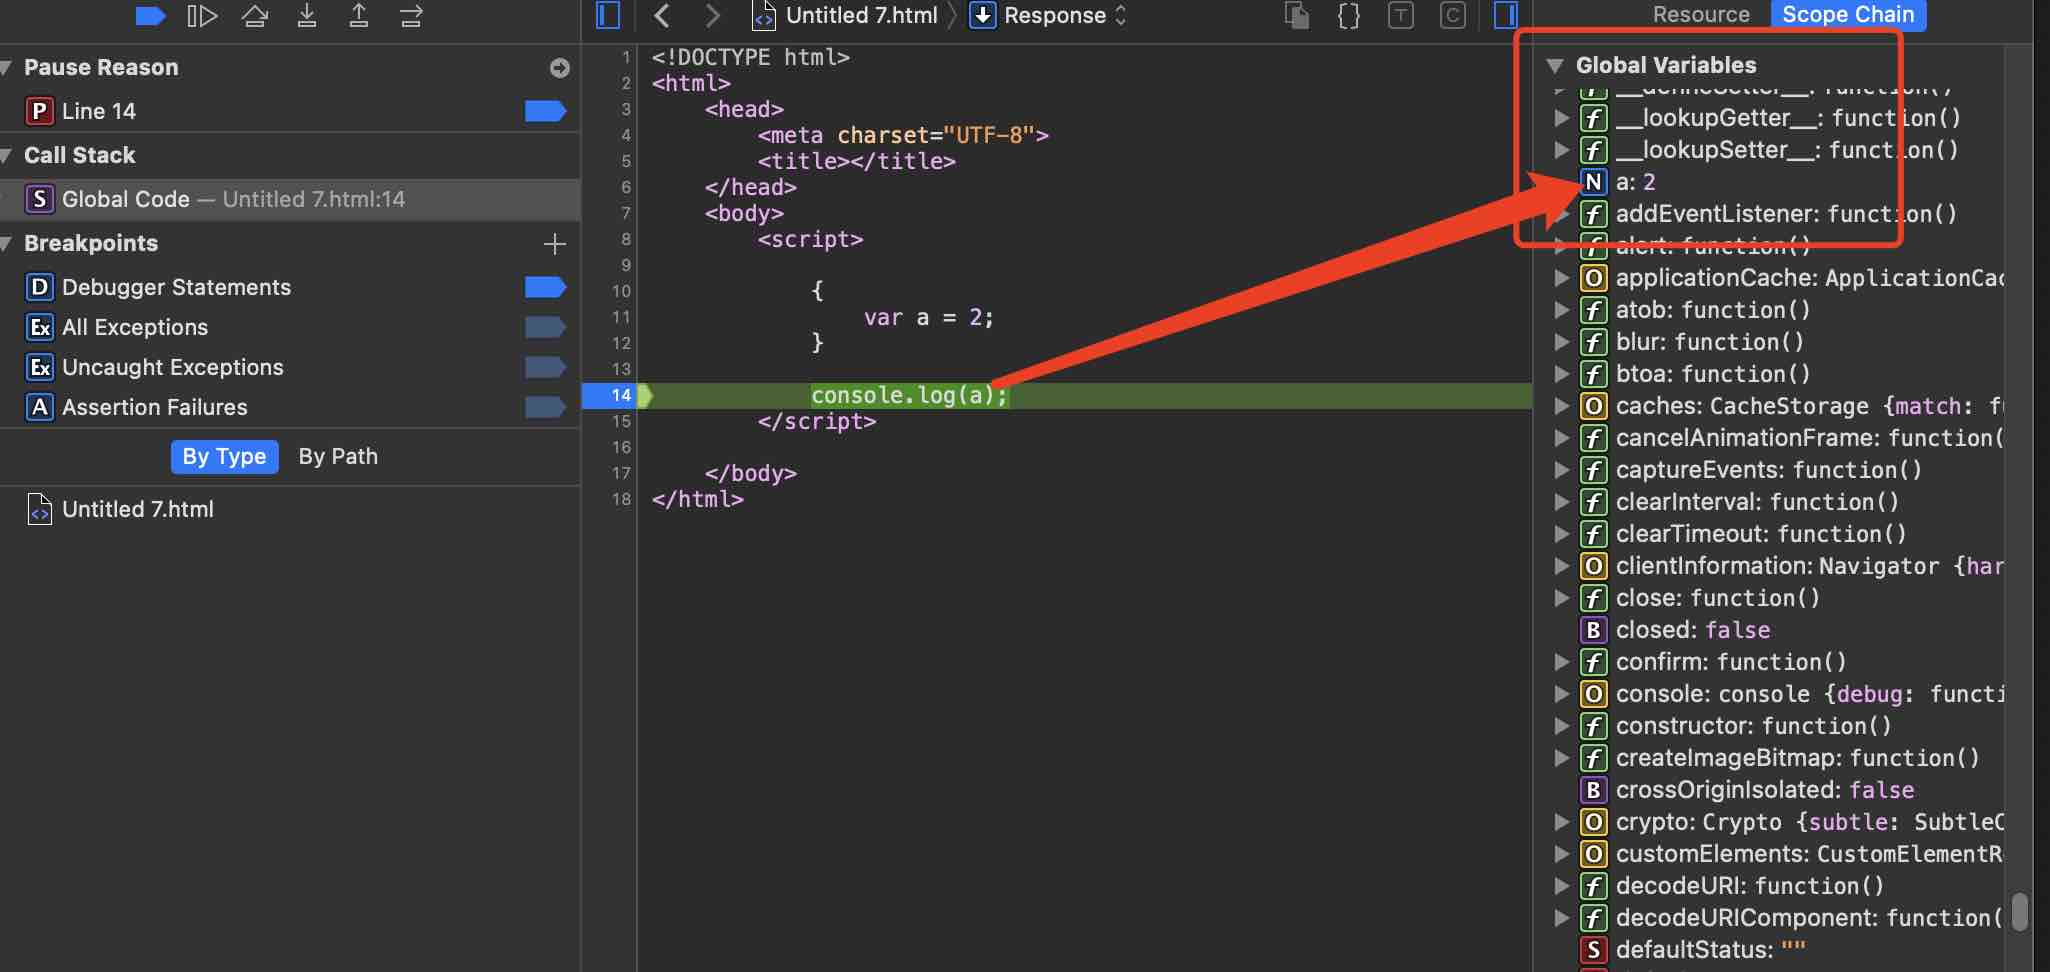 Pause Reason
P Line 14
Call Stack
S Global Code — Untitled 7.html:14
Breakpoints
D Debugger Statements
Ex All Exceptions
Ex Uncaught Exceptions
A Assertion Failures
By Type By Path
Untitled 7.html
Untitled 7.html Response
{} T C
1 <!DOCTYPE html>
2 <html>
3 <head>
4 <meta charset="UTF-8">
5 <title></title>
6 </head>
7 <body>
8 <script>
9
10 {
11 var a = 2;
12 }
13
14 console.log(a);
15 </script>
16
17 </body>
18 </html>
Resource Scope Chain
Global Variables
f __defineSetter__: function()
f __lookupGetter__: function()
f __lookupSetter__: function()
N a: 2
f addEventListener: function()
f alert: function()
O applicationCache: ApplicationCac
f atob: function()
f blur: function()
f btoa: function()
O caches: CacheStorage {match: fu
f cancelAnimationFrame: function(
f captureEvents: function()
f clearInterval: function()
f clearTimeout: function()
O clientInformation: Navigator {har
f close: function()
B closed: false
f confirm: function()
O console: console {debug: functi
f constructor: function()
f createImageBitmap: function()
B crossOriginIsolated: false
O crypto: Crypto {subtle: SubtleC
O customElements: CustomElementR
f decodeURI: function()
f decodeURIComponent: function(
S defaultStatus: ""